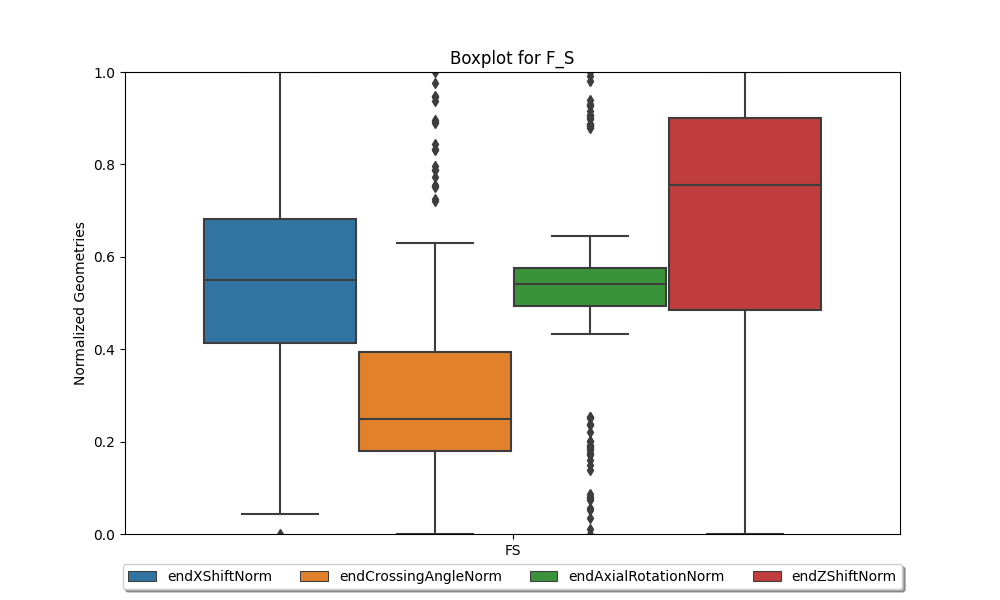 Boxplot for F_S
1.0
0.8
0.6
0.4
0.2
0.0
Normalized Geometries
FS
endXShiftNorm endCrossingAngleNorm endAxialRotationNorm endZShiftNorm